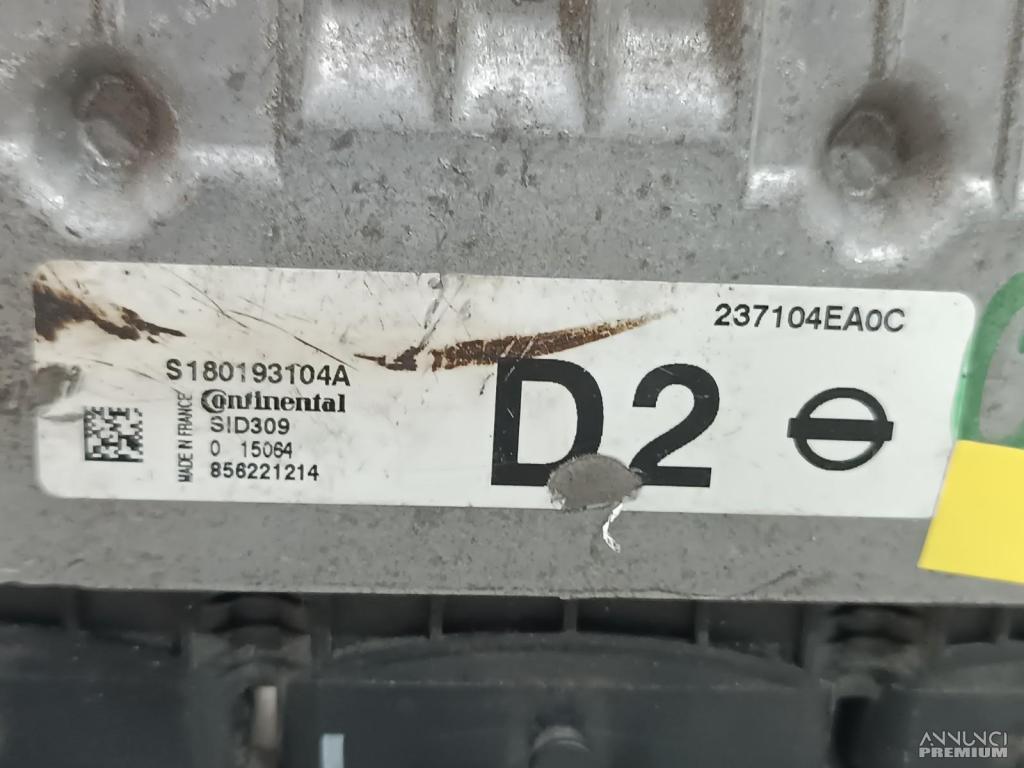 237104EA0C
S180193104A
Continental
SID309
0 15064
856221214
MADE IN FRANCE
D2
ANNUNCI
PREMIUM